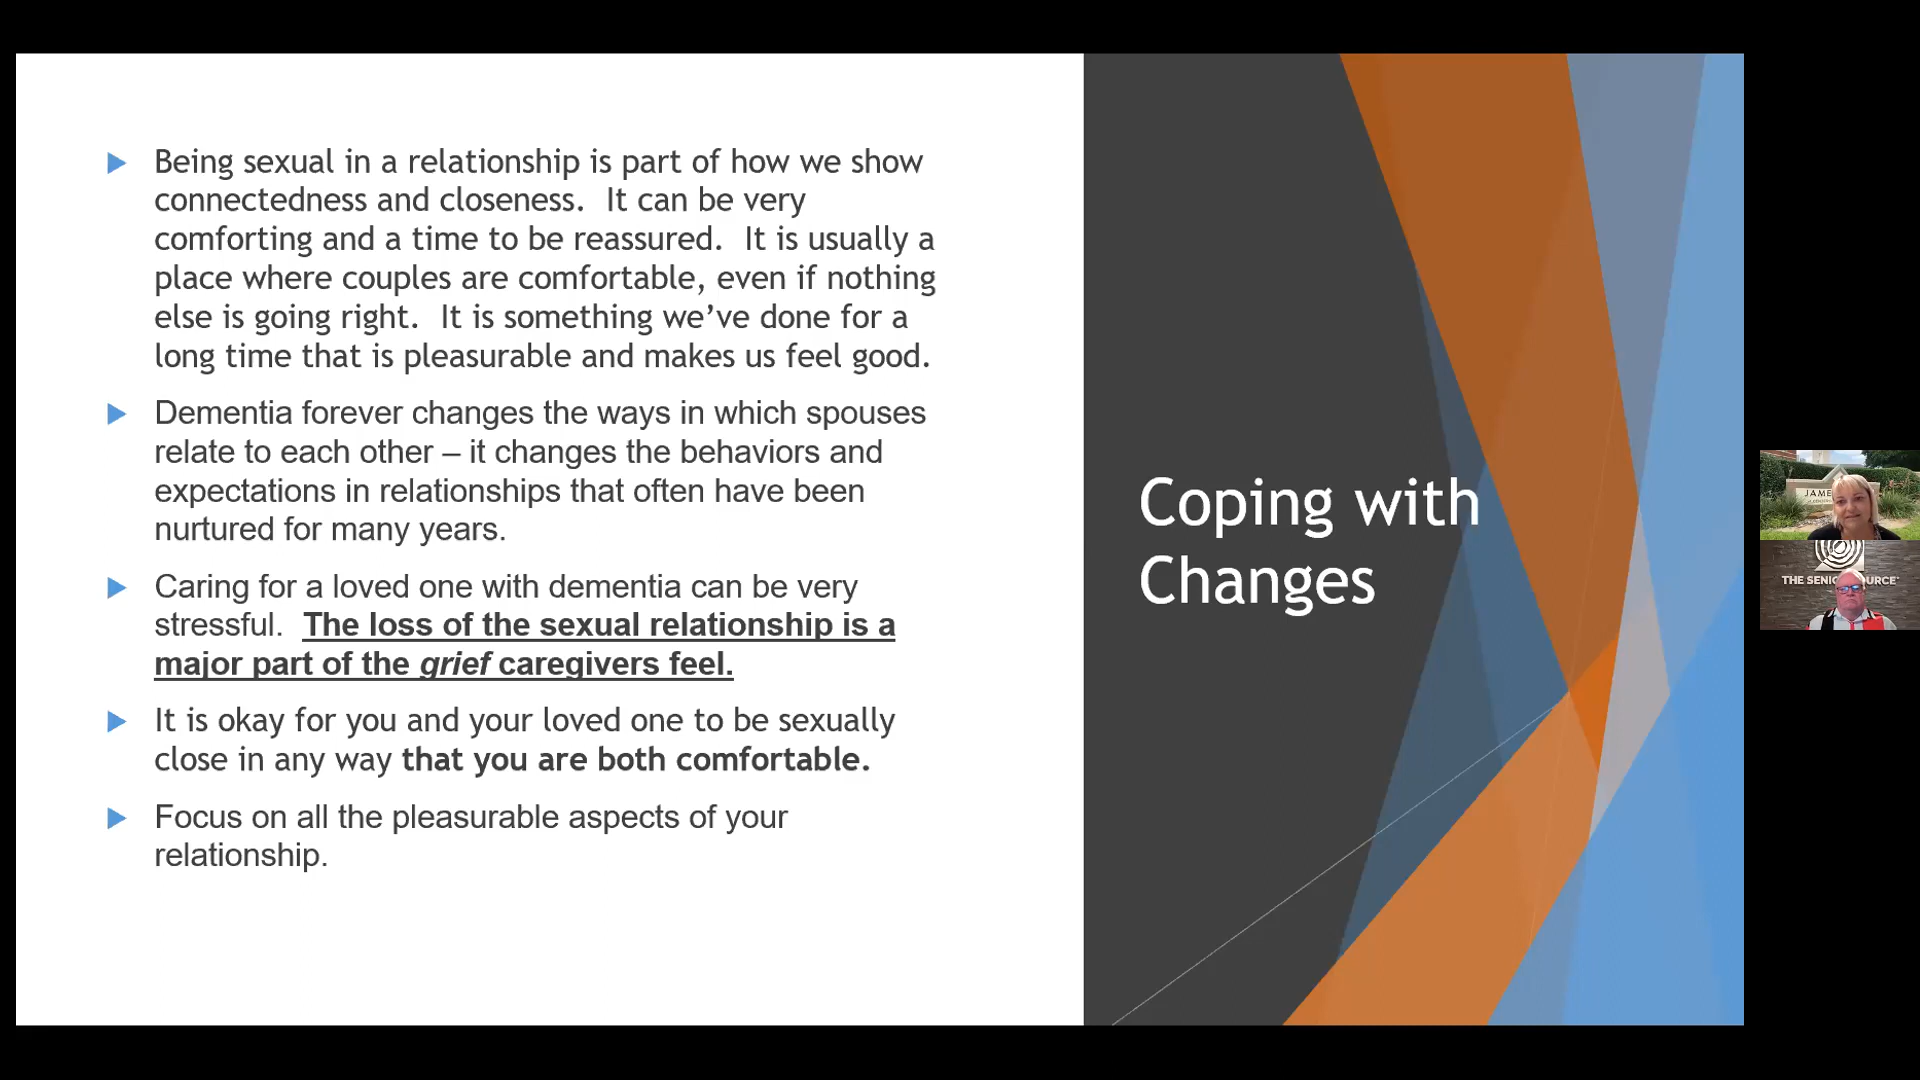 Being sexual in a relationship is part of how we show
connectedness and closeness.  It can be very
comforting and a time to be reassured.  It is usually a
place where couples are comfortable, even if nothing
else is going right.  It is something we’ve done for a
long time that is pleasurable and makes us feel good.
Dementia forever changes the ways in which spouses
relate to each other – it changes the behaviors and
expectations in relationships that often have been
nurtured for many years.
Caring for a loved one with dementia can be very
stressful.  The loss of the sexual relationship is a
major part of the grief caregivers feel.
It is okay for you and your loved one to be sexually
close in any way that you are both comfortable.
Focus on all the pleasurable aspects of your
relationship.
Coping with
Changes
THE